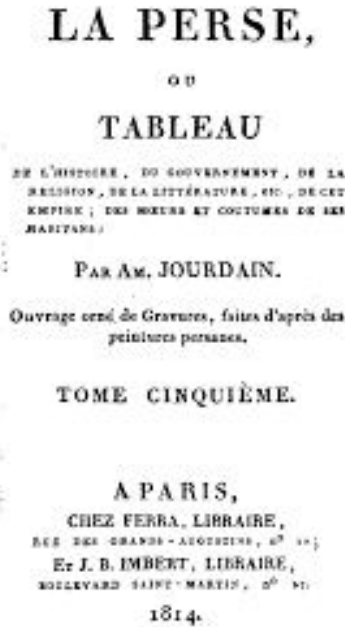 LA PERSE,
OU
TABLEAU
DE L'HISTOIRE, DU GOUVERNEMENT, DE LA
RELIGION, DE LA LITTÉRATURE, etc., DE CET
EMPIRE; DES MŒURS ET COUTUMES DE SES
HABITANS;
PAR AM. JOURDAIN.
Ouvrage orné de Gravures, faites d'après des
peintures persanes.
TOME CINQUIÈME.
A PARIS,
CHEZ FERRA, LIBRAIRE,
RUE DES GRANDS-AUGUSTINS, n°
ET J. B. IMBERT, LIBRAIRE,
BOULEVARD SAINT-MARTIN, n°
1814.